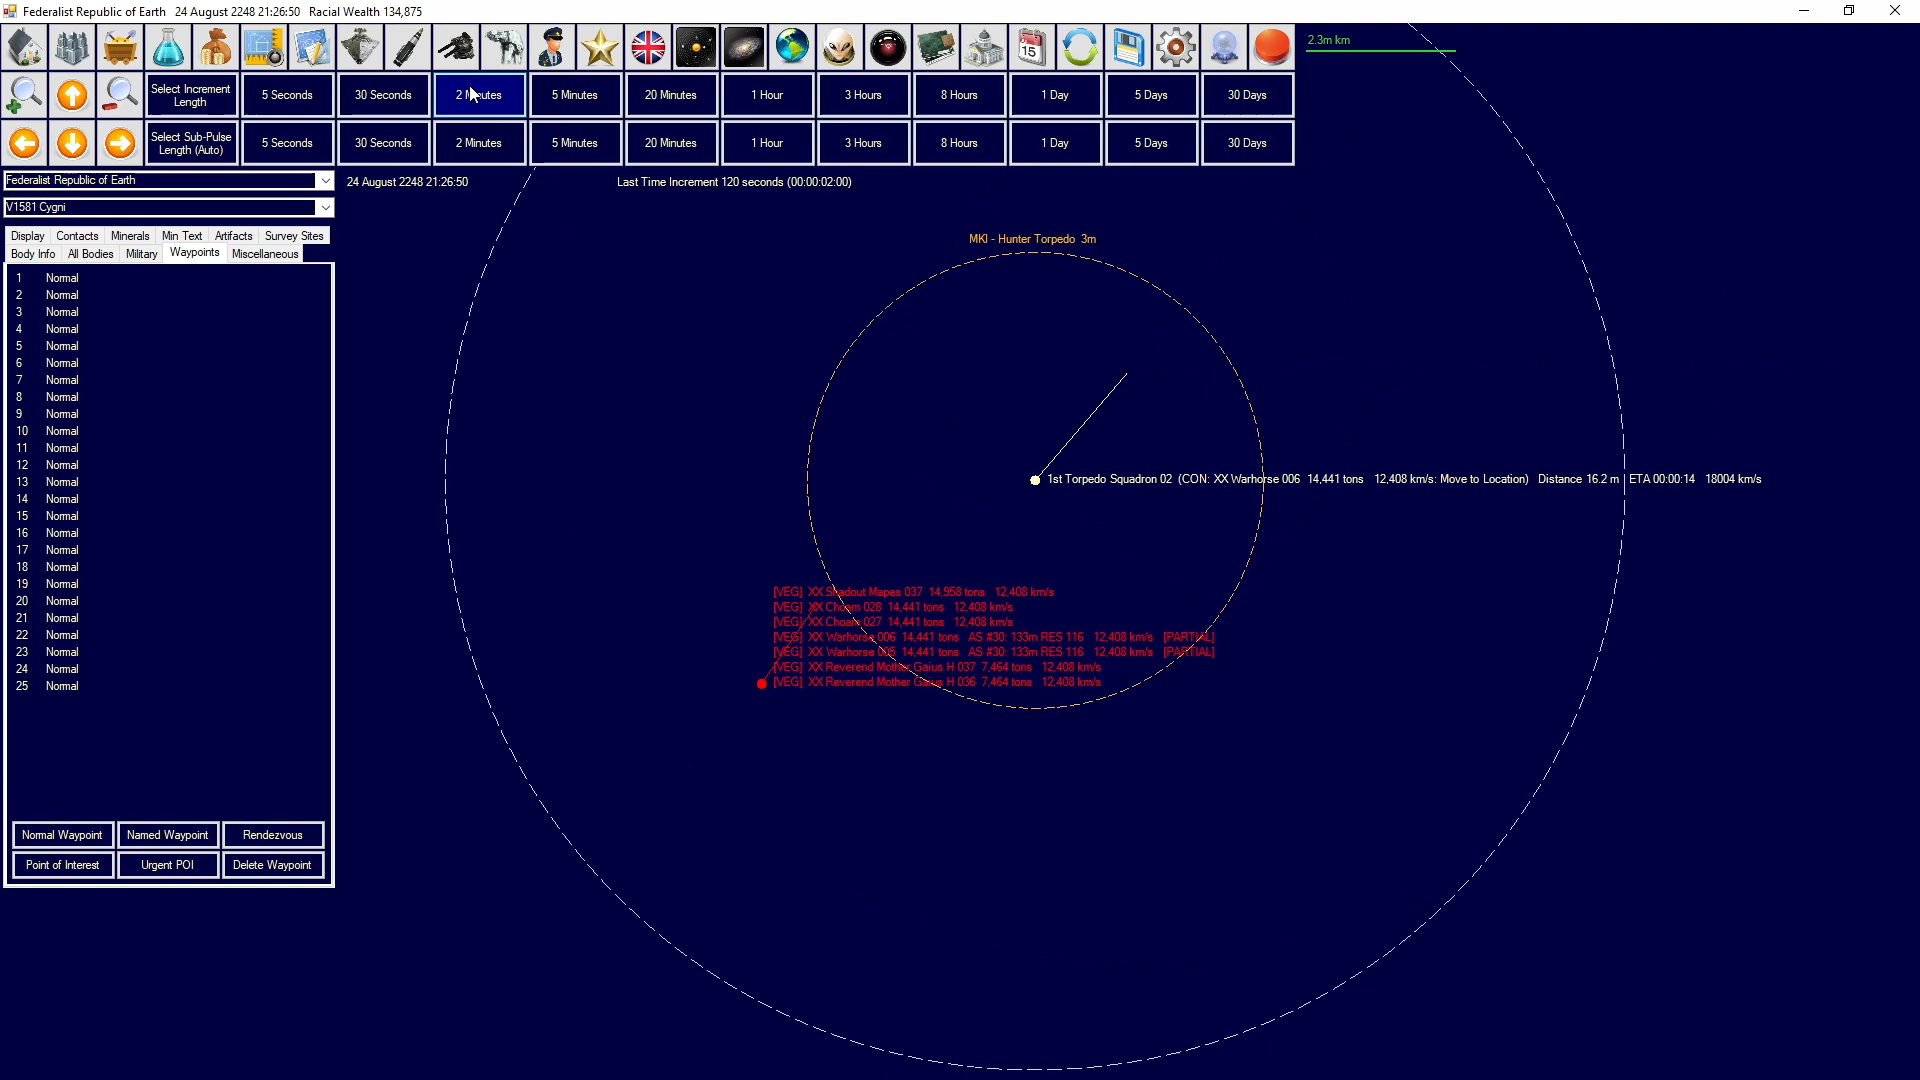 Federalist Republic of Earth 24 August 2248 21:26:50 Racial Wealth 134,875
15
2.3m km
Select Increment Length
5 Seconds
30 Seconds
2 Minutes
5 Minutes
20 Minutes
1 Hour
3 Hours
8 Hours
1 Day
5 Days
30 Days
Select Sub-Pulse Length (Auto)
5 Seconds
30 Seconds
2 Minutes
5 Minutes
20 Minutes
1 Hour
3 Hours
8 Hours
1 Day
5 Days
30 Days
Federalist Republic of Earth
24 August 2248 21:26:50
Last Time Increment 120 seconds (00:00:02:00)
V1581 Cygni
Display Contacts Minerals Min Text Artifacts Survey Sites
Body Info All Bodies Military Waypoints Miscellaneous
1 Normal
2 Normal
3 Normal
4 Normal
5 Normal
6 Normal
7 Normal
8 Normal
9 Normal
10 Normal
11 Normal
12 Normal
13 Normal
14 Normal
15 Normal
16 Normal
17 Normal
18 Normal
19 Normal
20 Normal
21 Normal
22 Normal
23 Normal
24 Normal
25 Normal
Normal Waypoint Named Waypoint Rendezvous
Point of Interest Urgent POI Delete Waypoint
MKI - Hunter Torpedo 3m
1st Torpedo Squadron 02 (CON: XX Warhorse 006 14,441 tons 12,408 km/s: Move to Location) Distance 16.2 m ETA 00:00:14 18004 km/s
[VEG] XX Shadout Mapes 037 14,958 tons 12,408 km/s
[VEG] XX Choam 028 14,441 tons 12,408 km/s
[VEG] XX Choam 027 14,441 tons 12,408 km/s
[VEG] XX Warhorse 006 14,441 tons AS #30: 133m RES 116 12,408 km/s [PARTIAL]
[VEG] XX Warhorse 005 14,441 tons AS #30: 133m RES 116 12,408 km/s [PARTIAL]
[VEG] XX Reverend Mother Gaius H 037 7,464 tons 12,408 km/s
[VEG] XX Reverend Mother Gaius H 036 7,464 tons 12,408 km/s